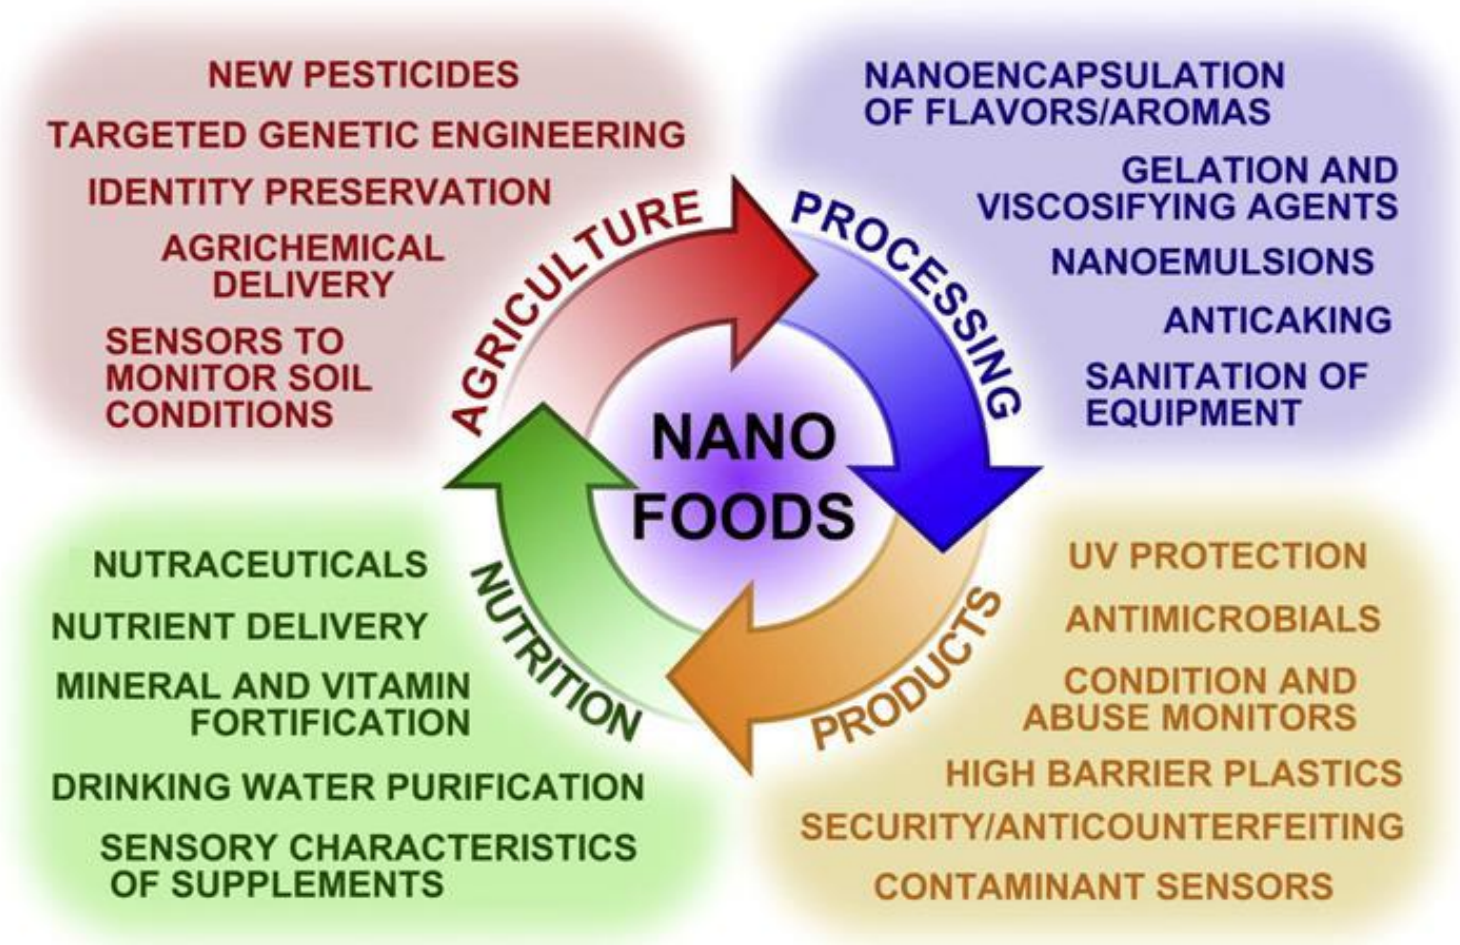 NEW PESTICIDES
TARGETED GENETIC ENGINEERING
IDENTITY PRESERVATION
AGRICHEMICAL
DELIVERY
SENSORS TO
MONITOR SOIL
CONDITIONS
AGRICULTURE
NANOENCAPSULATION
OF FLAVORS/AROMAS
GELATION AND
VISCOSIFYING AGENTS
NANOEMULSIONS
ANTICAKING
SANITATION OF
EQUIPMENT
PROCESSING
NANO
FOODS
NUTRACEUTICALS
NUTRIENT DELIVERY
MINERAL AND VITAMIN
FORTIFICATION
DRINKING WATER PURIFICATION
SENSORY CHARACTERISTICS
OF SUPPLEMENTS
NUTRITION
UV PROTECTION
ANTIMICROBIALS
CONDITION AND
ABUSE MONITORS
HIGH BARRIER PLASTICS
SECURITY/ANTICOUNTERFEITING
CONTAMINANT SENSORS
PRODUCTS